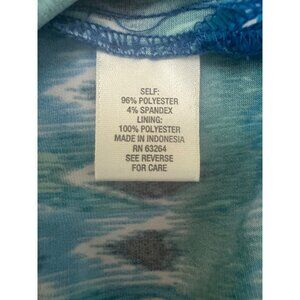 SELF:
96% POLYESTER
4% SPANDEX
LINING:
100% POLYESTER
MADE IN INDONESIA
RN 63264
SEE REVERSE
FOR CARE